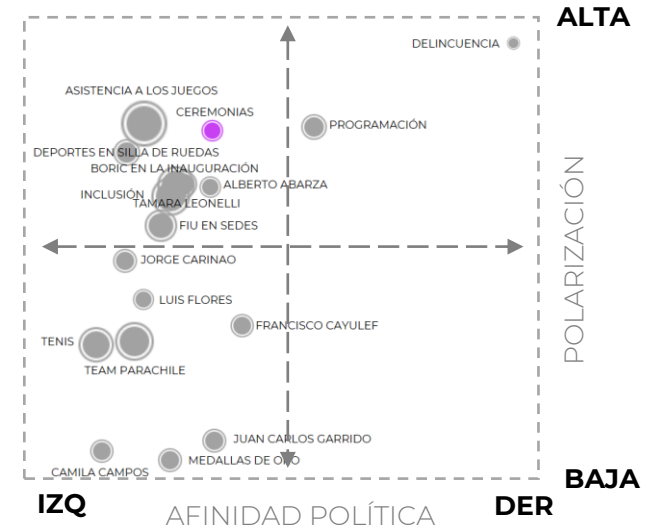 ALTA
DELINCUENCIA
ASISTENCIA A LOS JUEGOS
CEREMONIAS
PROGRAMACIÓN
DEPORTES EN SILLA DE RUEDAS
BORIC EN LA INAUGURACIÓN
ALBERTO ABARZA
INCLUSIÓN
TAMARA LEONELLI
FIU EN SEDES
JORGE CARINAO
LUIS FLORES
FRANCISCO CAYULEF
TENIS
TEAM PARACHILE
JUAN CARLOS GARRIDO
MEDALLAS DE ORO
CAMILA CAMPOS
POLARIZACIÓN
BAJA
IZQ
AFINIDAD POLÍTICA
DER